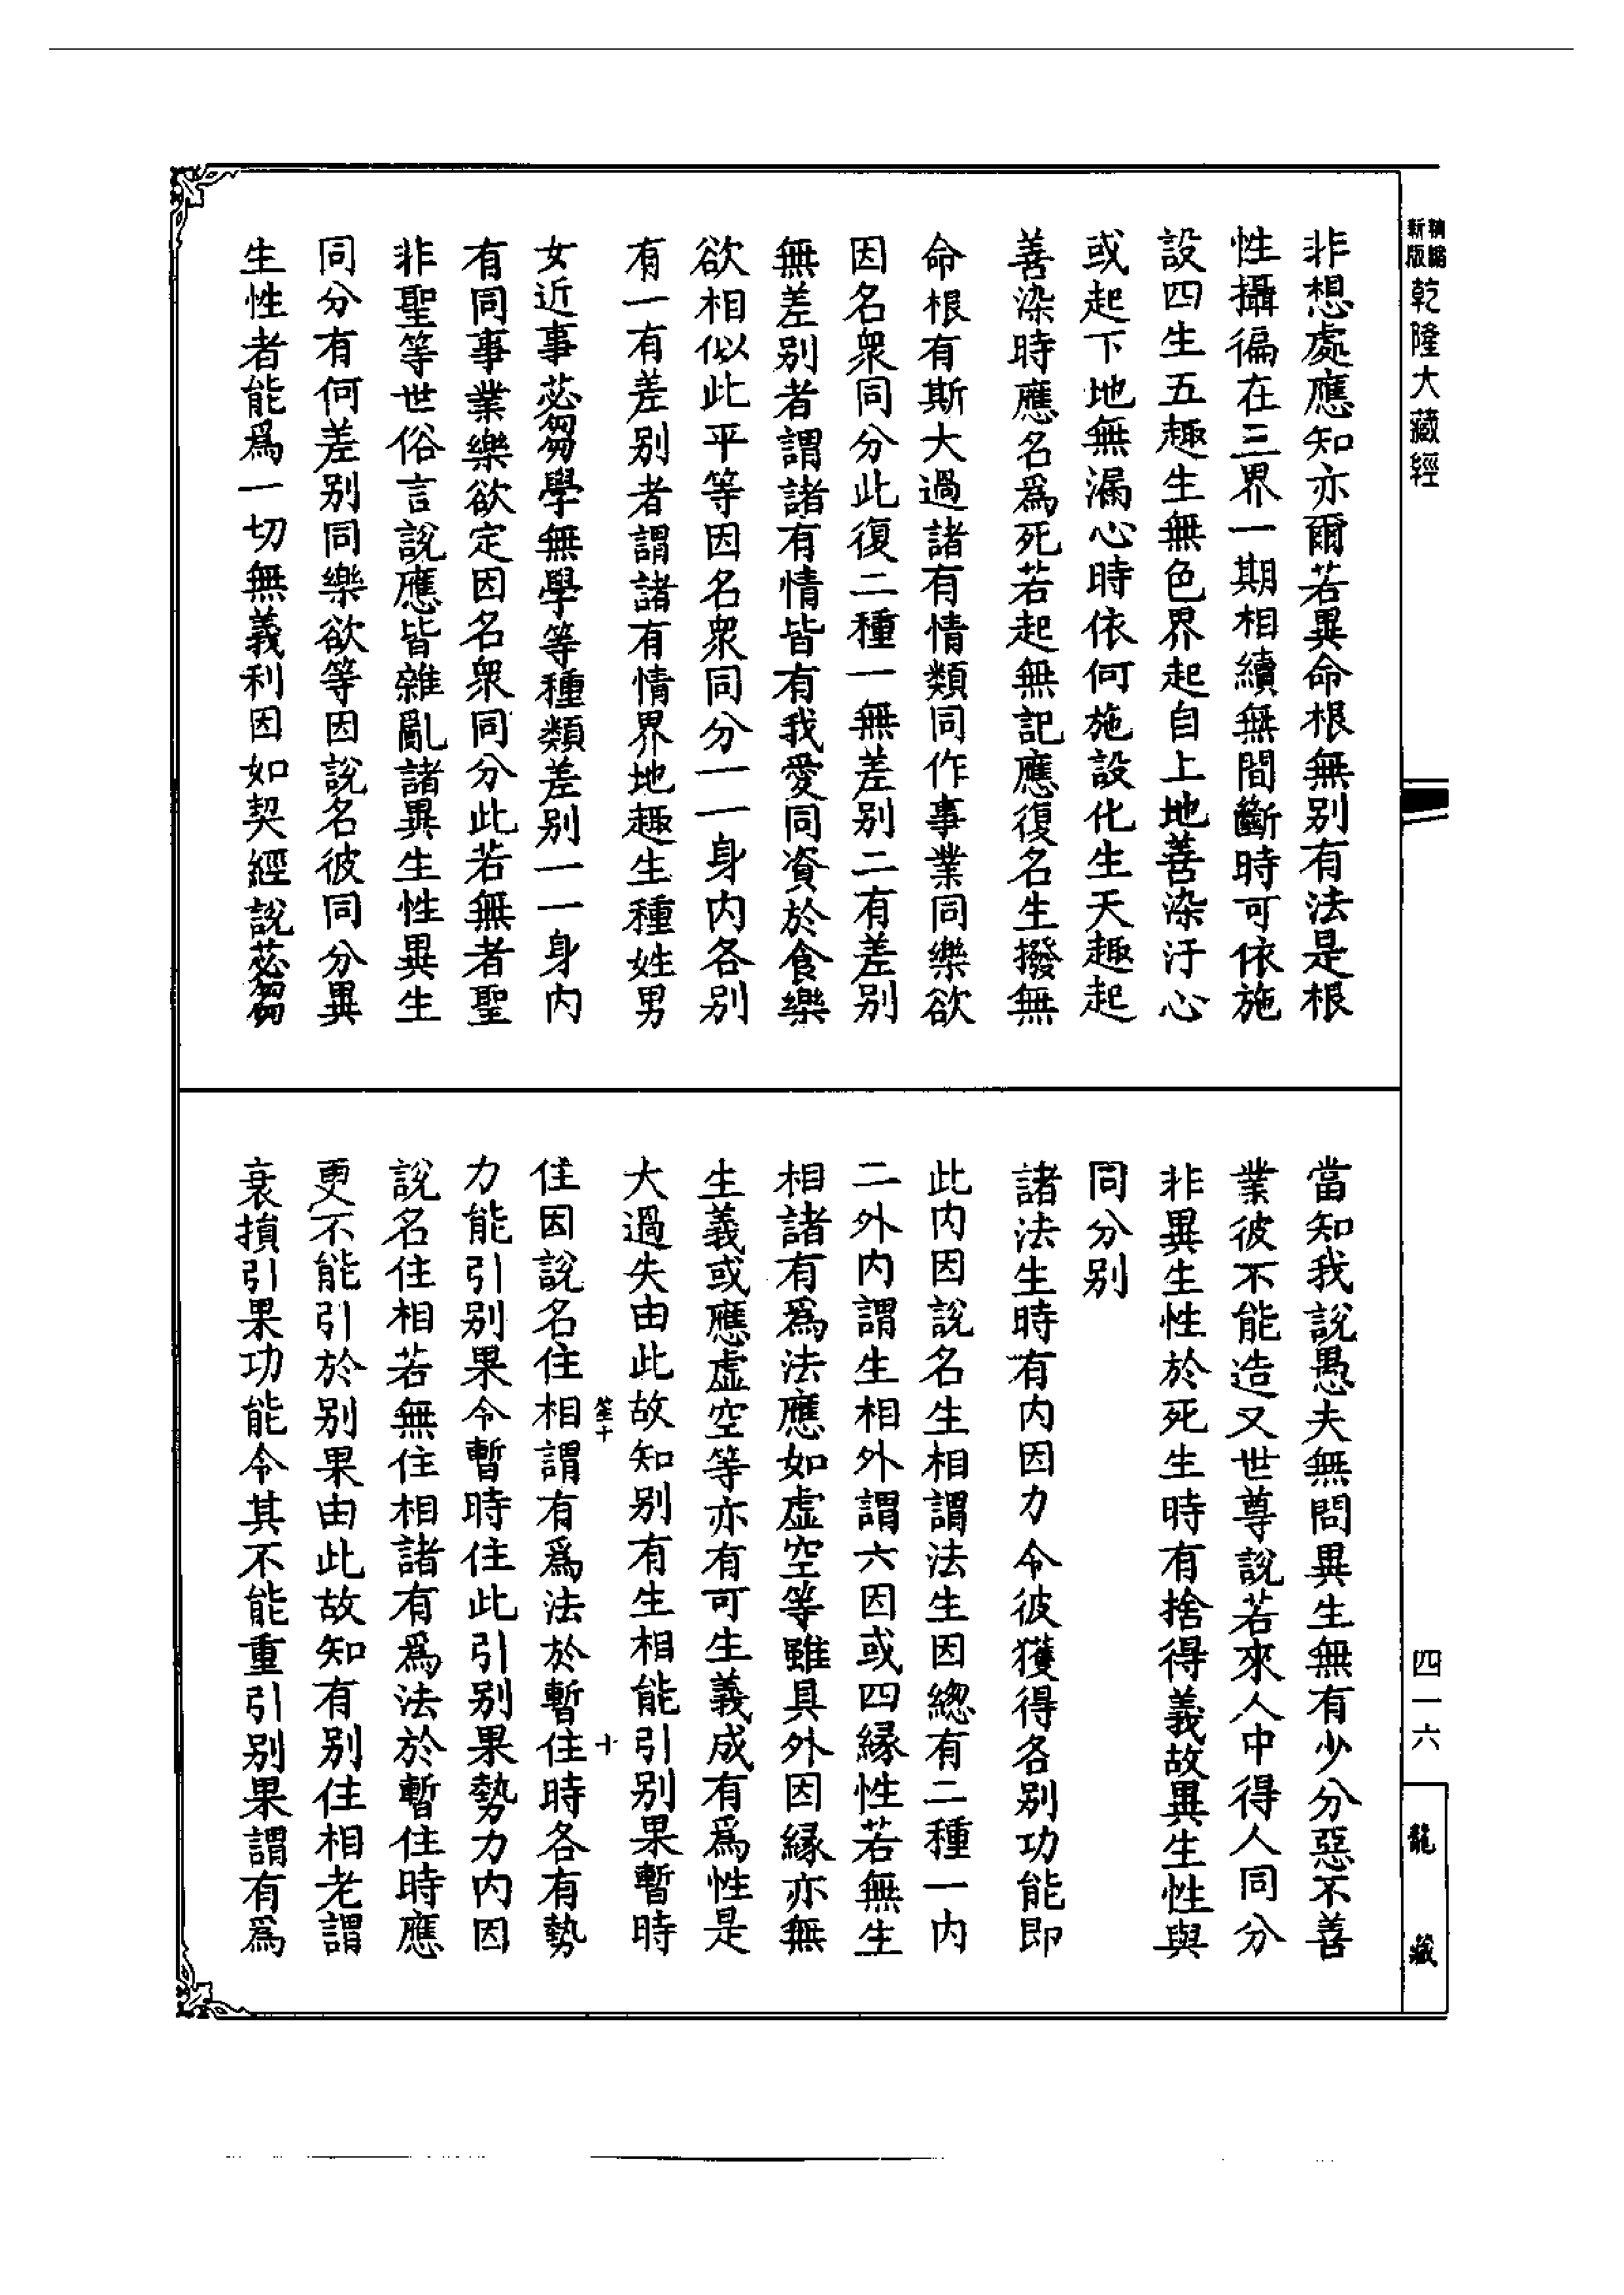 精縮新版乾隆大藏經
非想處應知亦爾若異命根無別有法是根
性攝徧在三界一期相續無間斷時可依施
設四生五趣生無色界起自上地善染汙心
或起下地無漏心時依何施設化生天趣起
善染時應名爲死若起無記應復名生撥無
命根有斯大過諸有情類同作事業同樂欲
因名衆同分此復二種一無差別二有差別
無差別者謂諸有情皆有我愛同資於食樂
欲相似此平等因名衆同分一一身內各別
有一有差別者謂諸有情界地趣生種姓男
女近事苾芻學無學等種類差別一一身內
有同事業樂欲定因名衆同分此若無者聖
非聖等世俗言說應皆雜亂諸異生性異生
同分有何差別同樂欲等因說名彼同分異
生性者能爲一切無義利因如契經說苾芻
當知我說愚夫無問異生無有少分惡不善
業彼不能造又世尊說若來人中得人同分
非異生性於死生時有捨得義故異生性與
同分別
諸法生時有內因力令彼獲得各別功能即
此內因說名生相謂法生因總有二種一內
二外內謂生相外謂六因或四緣性若無生
相諸有爲法應如虛空等雖具外因緣亦無
生義或應虛空等亦有可生義成有爲性是
大過失由此故知別有生相能引別果暫時
住因說名住相謂有爲法於暫住時各有勢
力能引別果令暫時住此引別果勢力內因
說名住相若無住相諸有爲法於暫住時應
更不能引於別果由此故知有別住相老謂
衰損引果功能令其不能重引別果謂有爲
笙十
十
四一六
龍藏